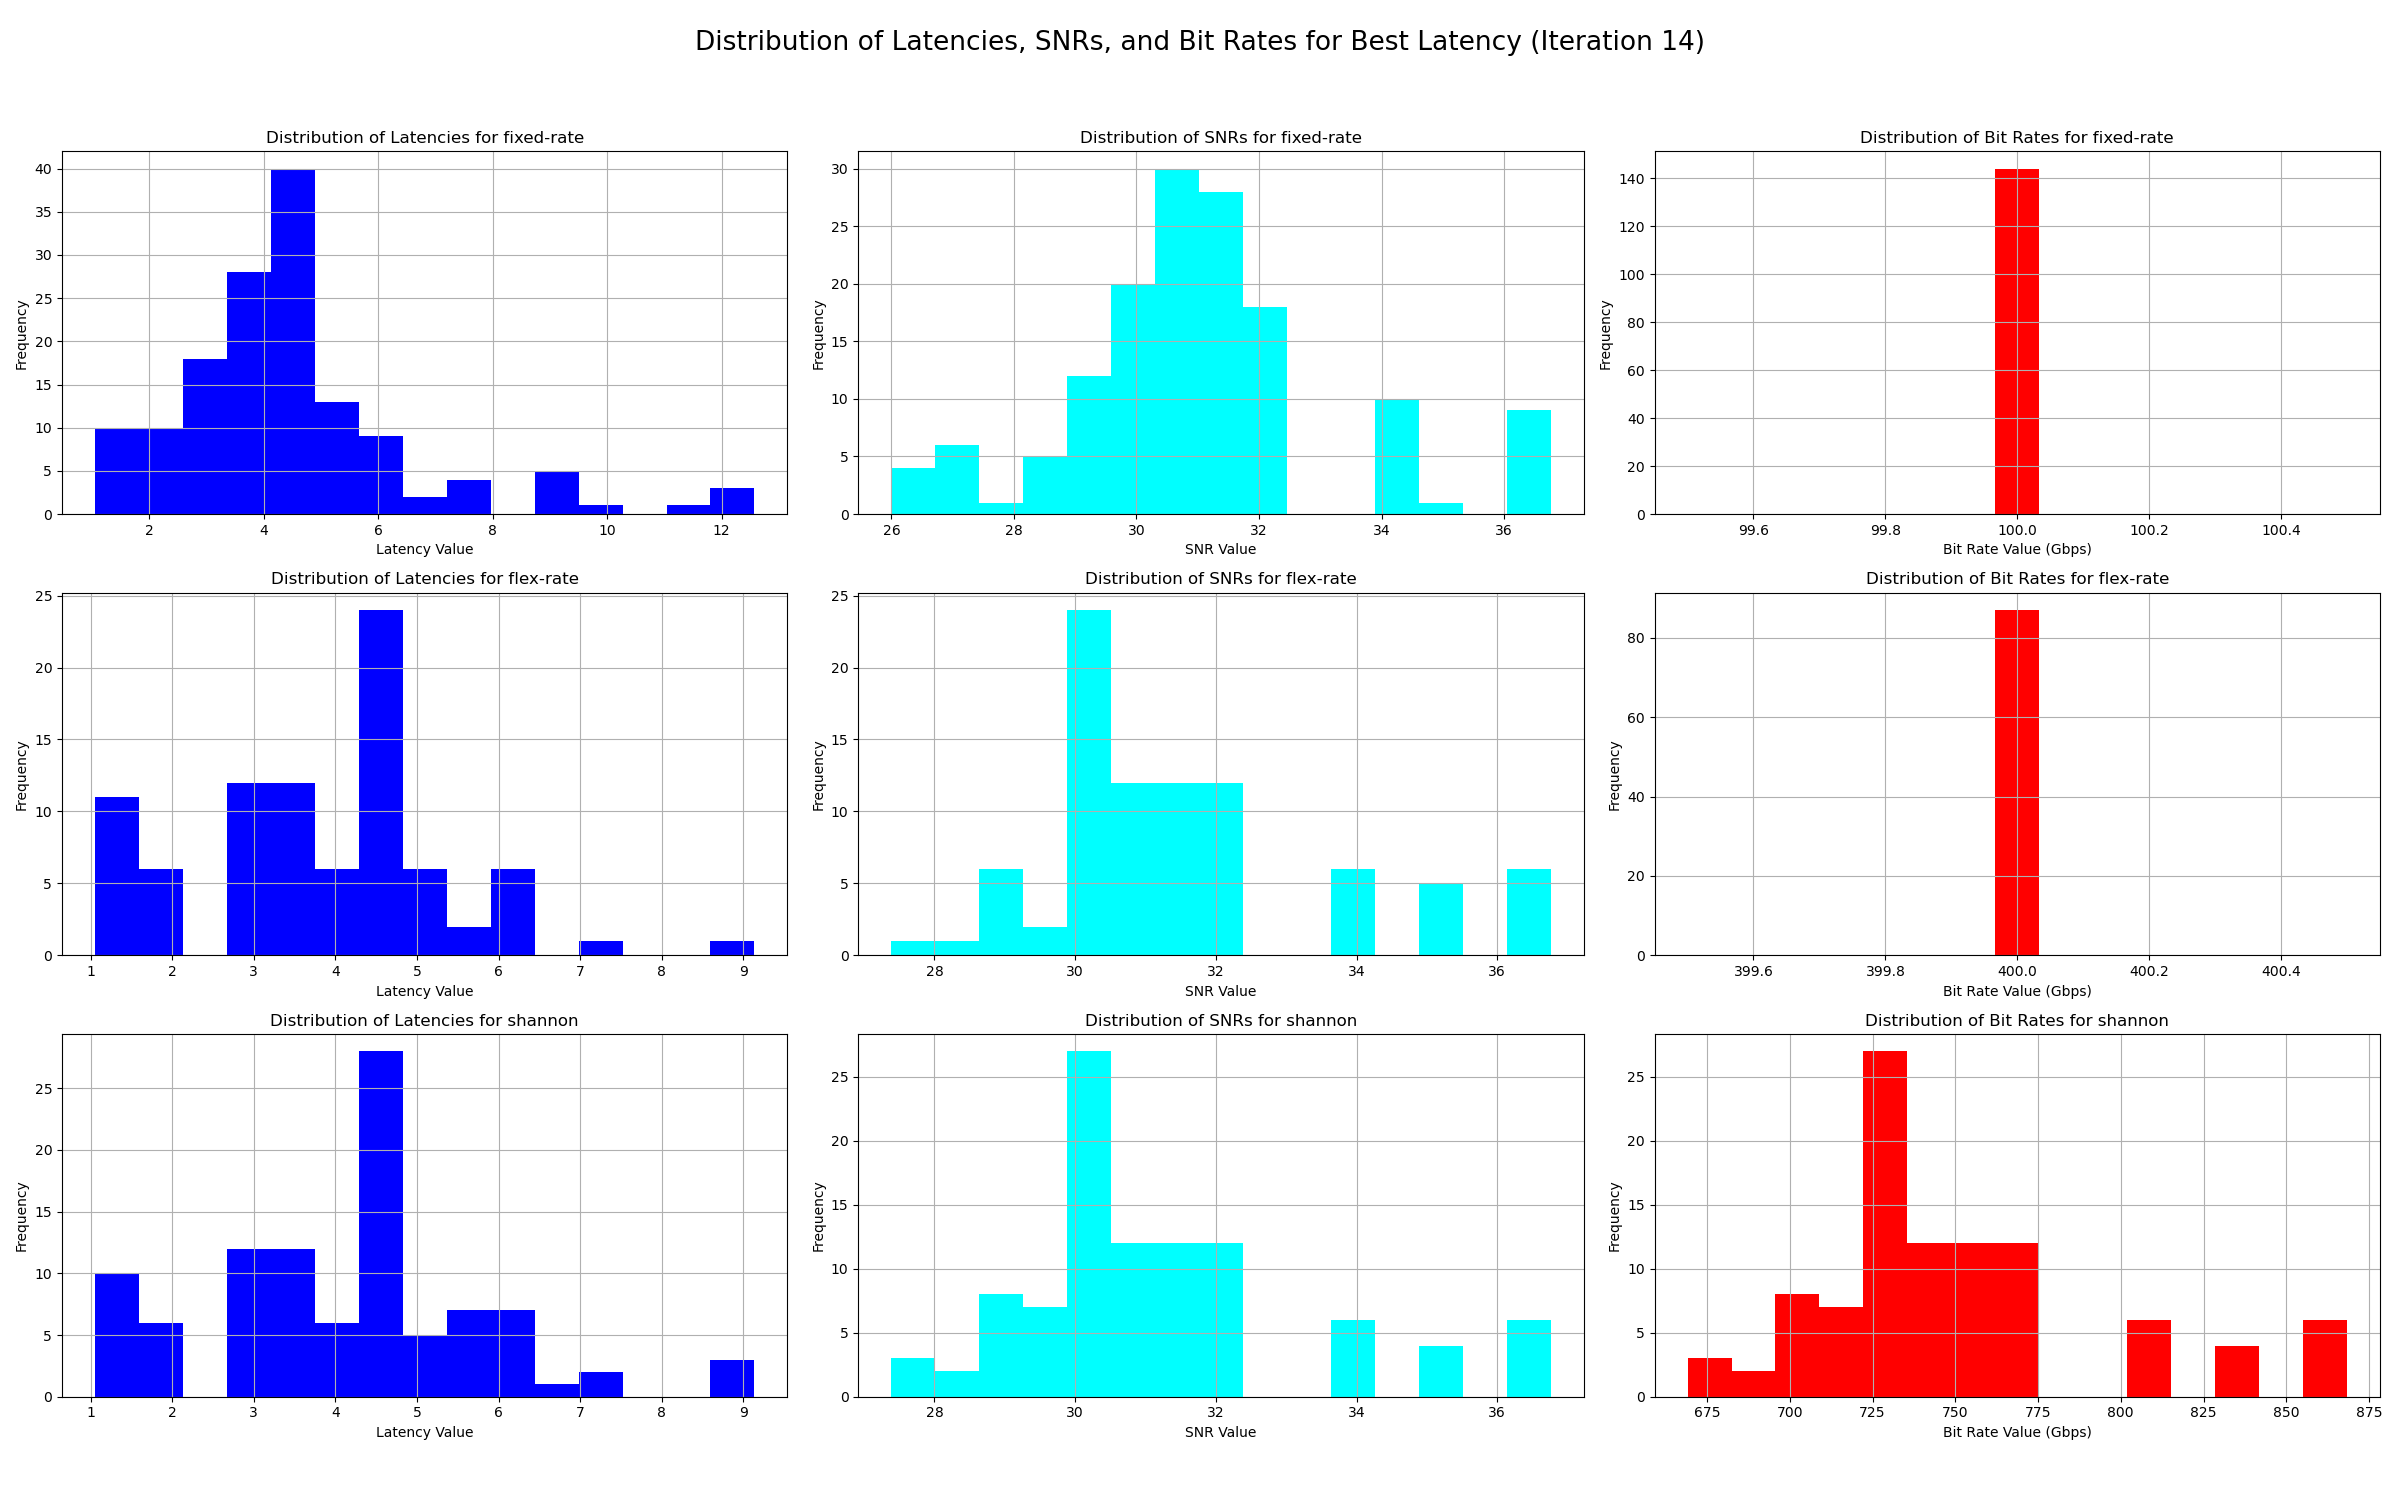 Distribution of Latencies, SNRs, and Bit Rates for Best Latency (Iteration 14)
Distribution of Latencies for fixed-rate
Frequency
0 5 10 15 20 25 30 35 40
2 4 6 8 10 12
Latency Value
Distribution of SNRs for fixed-rate
Frequency
0 5 10 15 20 25 30
26 28 30 32 34 36
SNR Value
Distribution of Bit Rates for fixed-rate
Frequency
0 20 40 60 80 100 120 140
99.6 99.8 100.0 100.2 100.4
Bit Rate Value (Gbps)
Distribution of Latencies for flex-rate
Frequency
0 5 10 15 20 25
1 2 3 4 5 6 7 8 9
Latency Value
Distribution of SNRs for flex-rate
Frequency
0 5 10 15 20 25
28 30 32 34 36
SNR Value
Distribution of Bit Rates for flex-rate
Frequency
0 20 40 60 80
399.6 399.8 400.0 400.2 400.4
Bit Rate Value (Gbps)
Distribution of Latencies for shannon
Frequency
0 5 10 15 20 25
1 2 3 4 5 6 7 8 9
Latency Value
Distribution of SNRs for shannon
Frequency
0 5 10 15 20 25
28 30 32 34 36
SNR Value
Distribution of Bit Rates for shannon
Frequency
0 5 10 15 20 25
675 700 725 750 775 800 825 850 875
Bit Rate Value (Gbps)